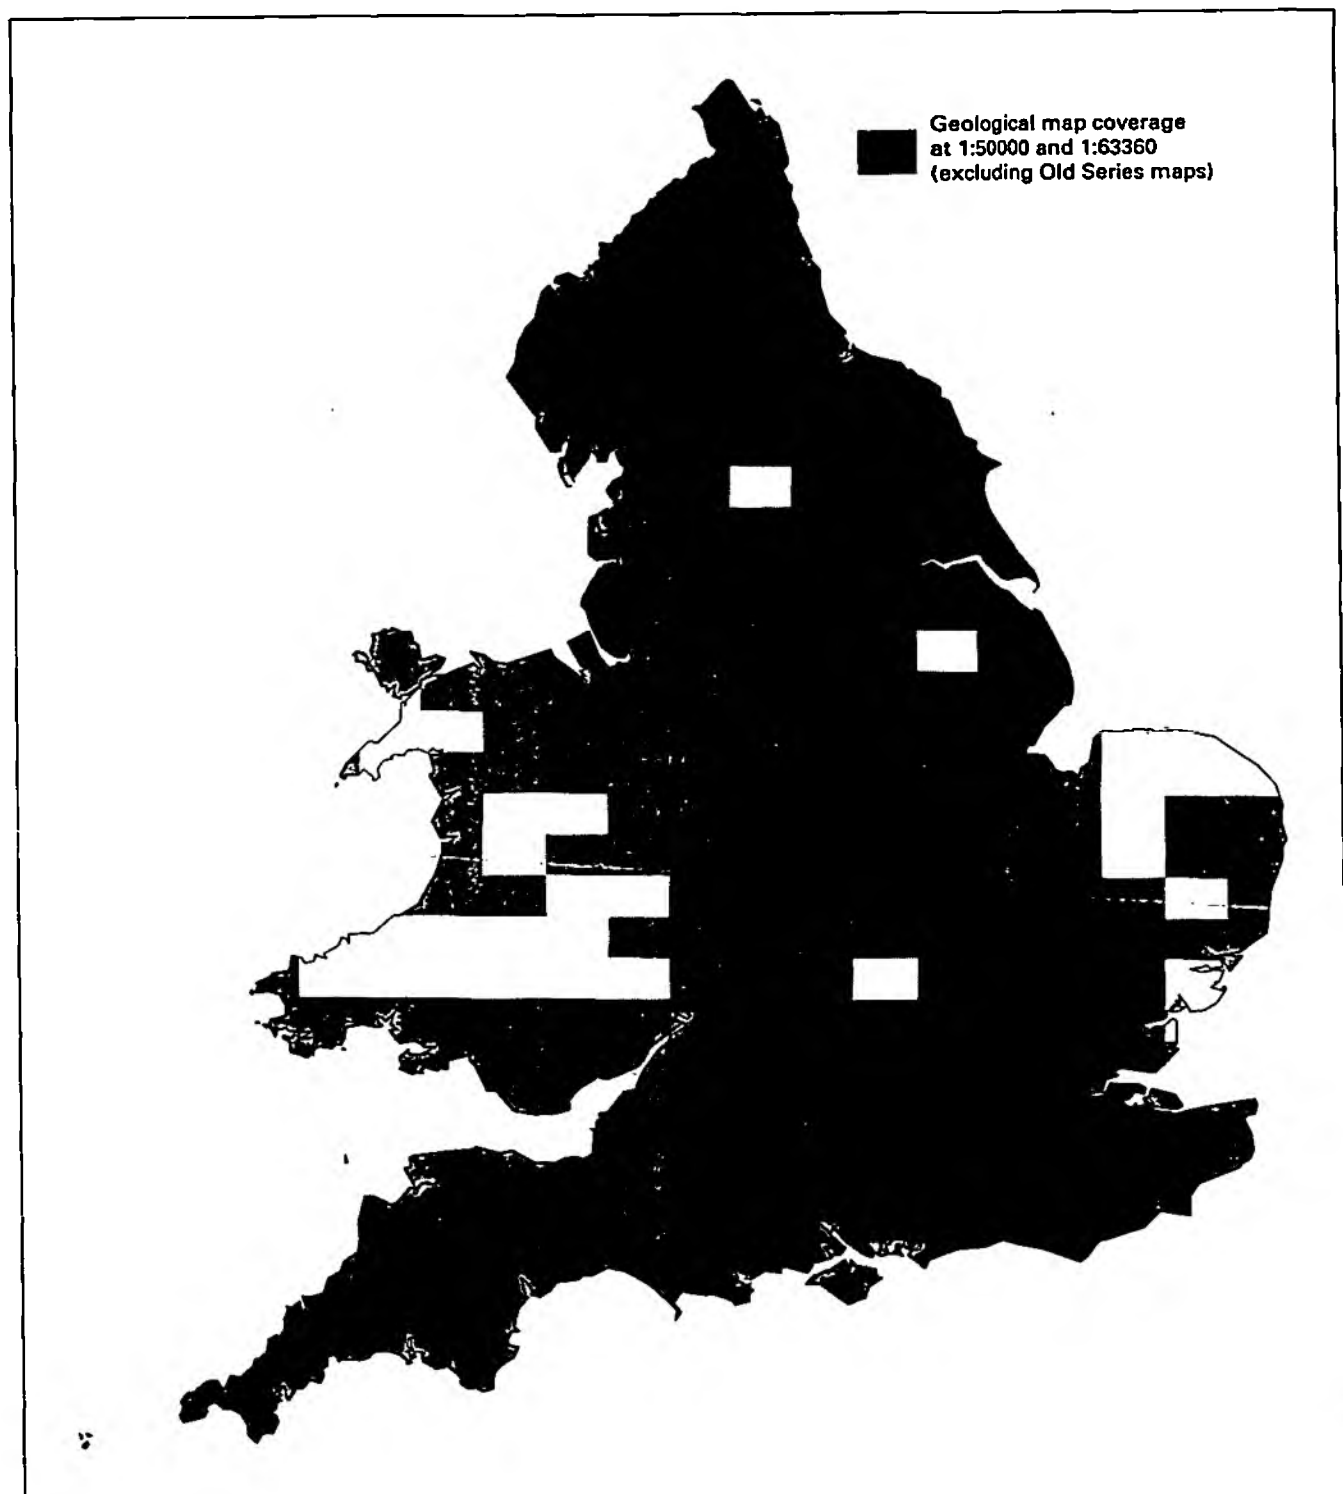 Geological map coverage
at 1:50000 and 1:63360
(excluding Old Series maps)